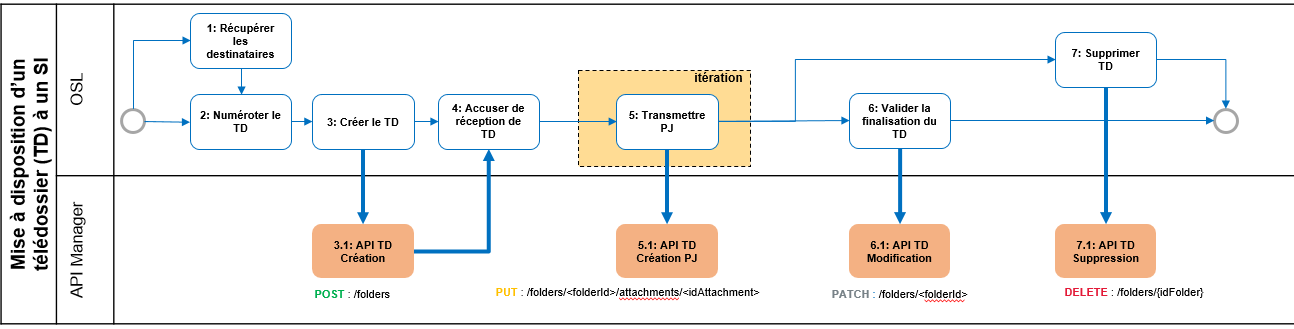 Mise à disposition d'un
télédossier (TD) à un SI
OSL
1: Récupérer
les
destinataires
2: Numéroter le
TD
3: Créer le TD
4: Accuser de
réception de
TD
itération
5: Transmettre
PJ
6: Valider la
finalisation du
TD
7: Supprimer
TD
API Manager
3.1: API TD
Création
5.1: API TD
Création PJ
6.1: API TD
Modification
7.1: API TD
Suppression
POST : /folders
PUT : /folders/<folderId>/attachments/<idAttachment>
PATCH : /folders/<folderId>
DELETE : /folders/{idFolder}